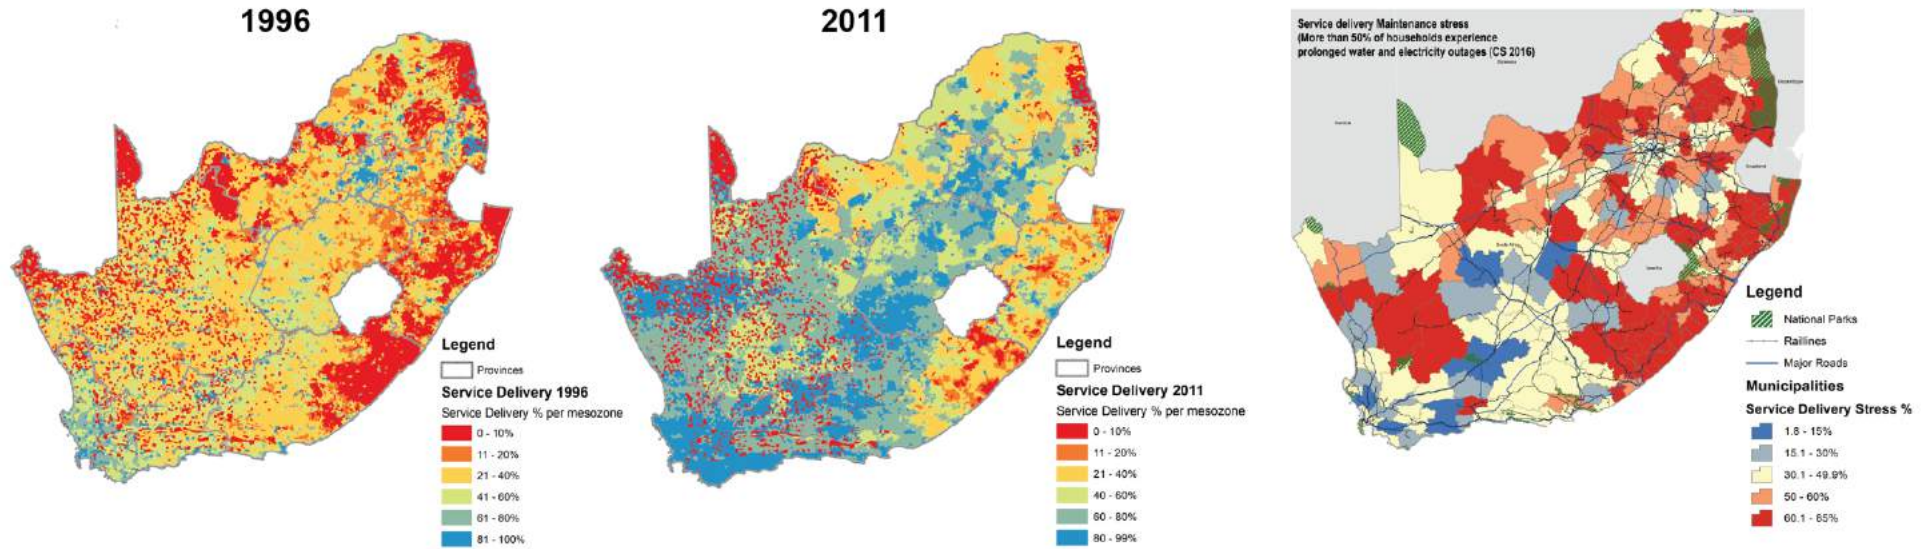 1996
Legend
Provinces
Service Delivery 1996
Service Delivery % per mesozone
0 - 10%
11 - 20%
21 - 40%
41 - 60%
61 - 80%
81 - 100%
2011
Legend
Provinces
Service Delivery 2011
Service Delivery % per mesozone
0 - 10%
11 - 20%
21 - 40%
40 - 60%
60 - 80%
80 - 99%
Service delivery Maintenance stress
(More than 50% of households experience
prolonged water and electricity outages (CS 2016)
Legend
National Parks
Raillines
Major Roads
Municipalities
Service Delivery Stress %
1.8 - 15%
15.1 - 30%
30.1 - 49.9%
50 - 60%
60.1 - 65%